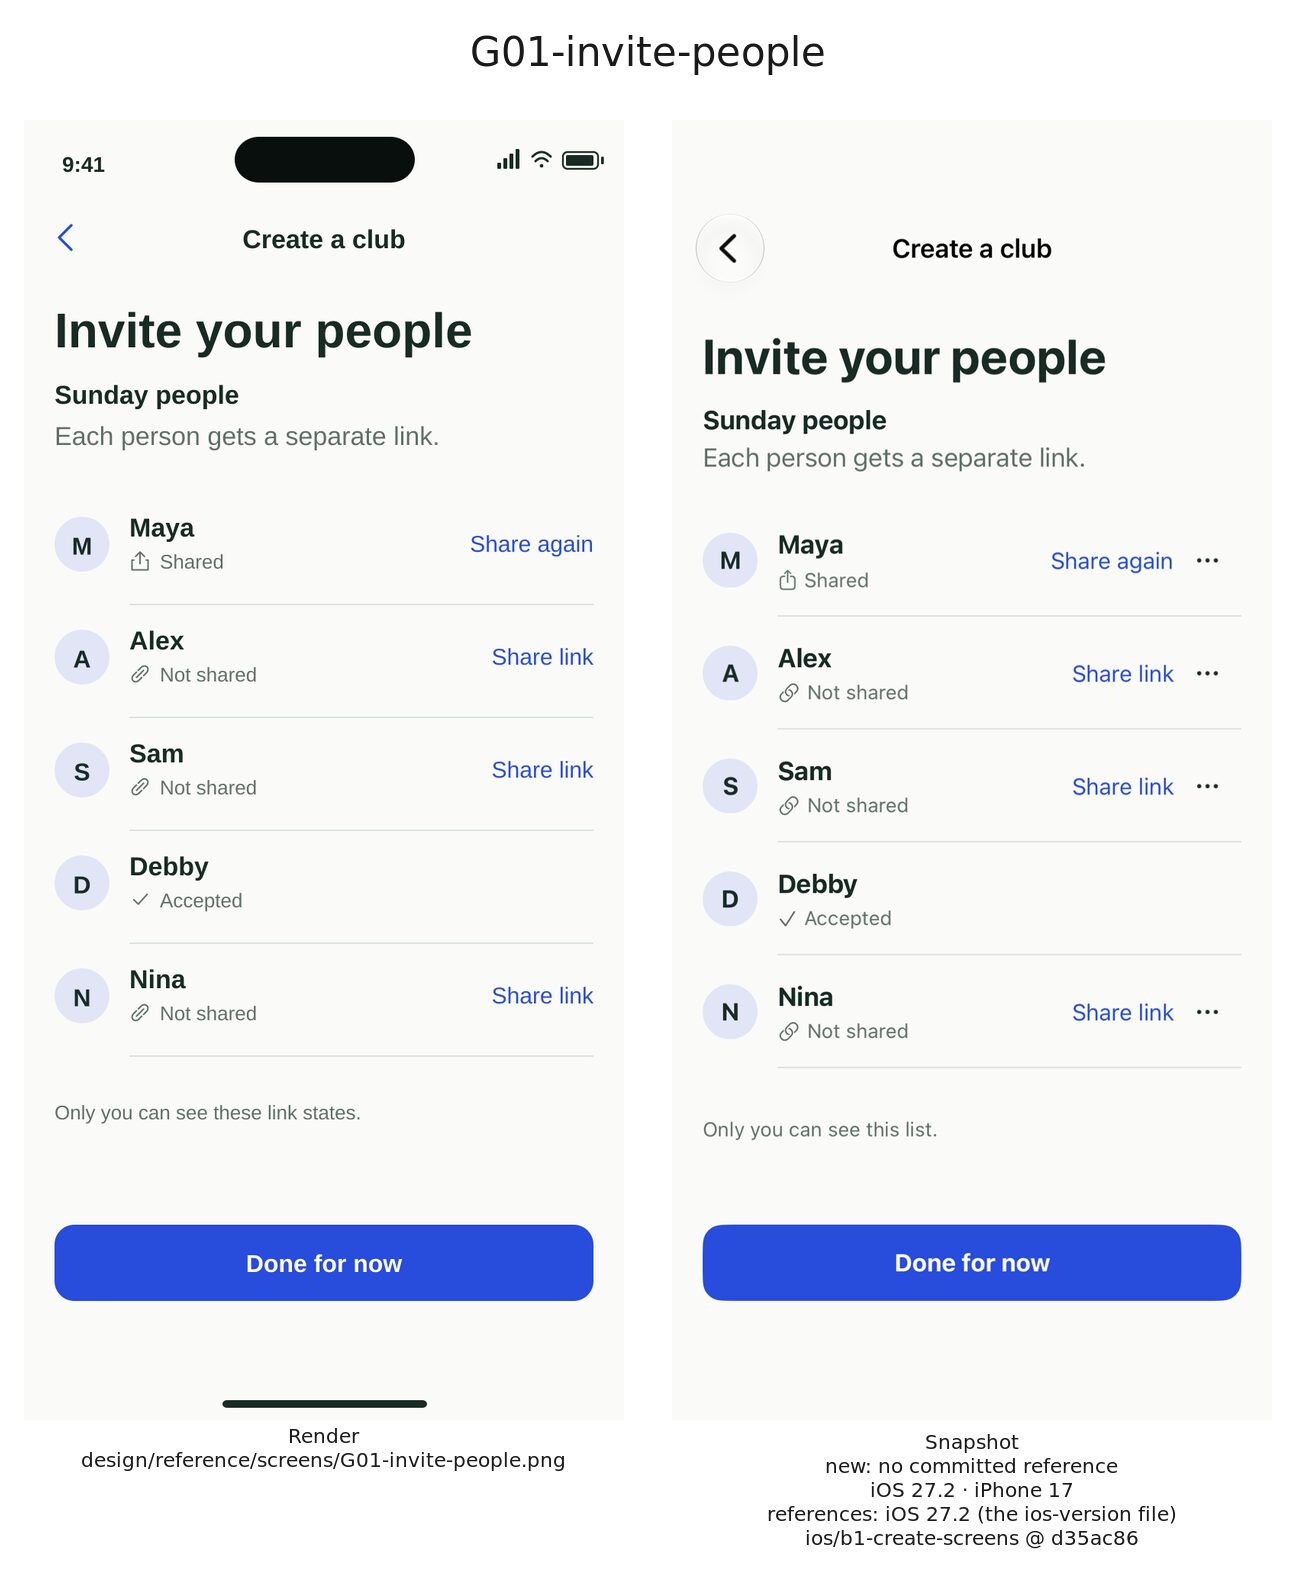 G01-invite-people
9:41
Create a club
Invite your people
Sunday people
Each person gets a separate link.
M
Maya
Shared
Share again
A
Alex
Not shared
Share link
S
Sam
Not shared
Share link
D
Debby
Accepted
N
Nina
Not shared
Share link
Only you can see these link states.
Done for now
Render
design/reference/screens/G01-invite-people.png
Create a club
Invite your people
Sunday people
Each person gets a separate link.
M
Maya
Shared
Share again
A
Alex
Not shared
Share link
S
Sam
Not shared
Share link
D
Debby
Accepted
N
Nina
Not shared
Share link
Only you can see this list.
Done for now
Snapshot
new: no committed reference
iOS 27.2 · iPhone 17
references: iOS 27.2 (the ios-version file)
ios/b1-create-screens @ d35ac86